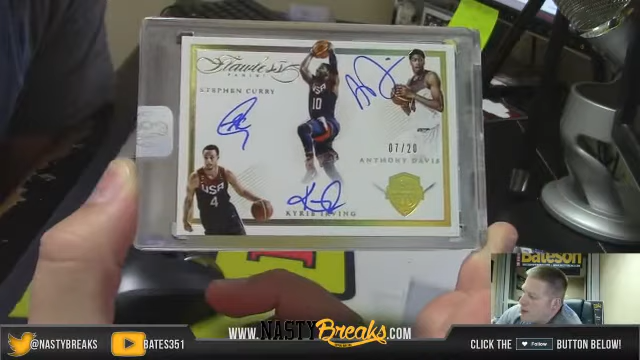 Bateson
Flawless
PANINI
STEPHEN CURRY
USA
10
07/20
ANTHONY DAVIS
USA
4
KYRIE IRVING
@NASTYBREAKS
BATES351
WWW.NASTYBreaks.COM
CLICK THE Follow BUTTON BELOW!